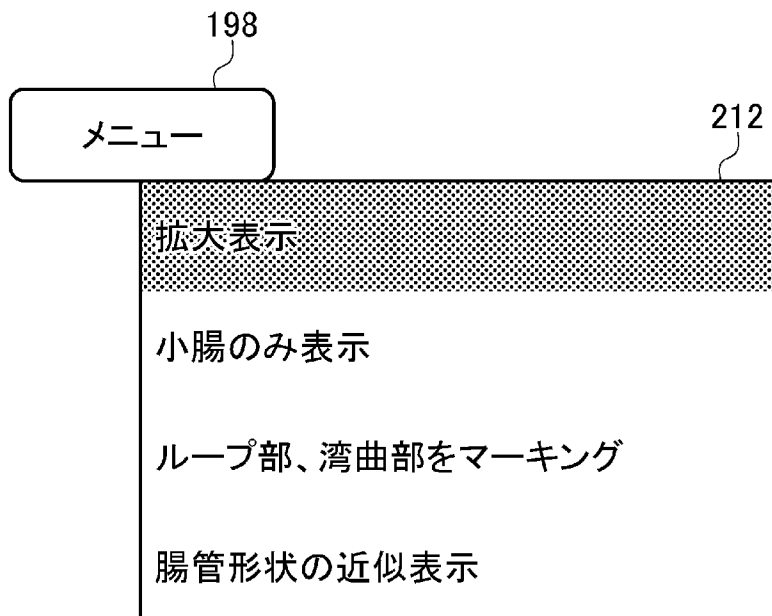 198
メニュー
212
拡大表示
小腸のみ表示
ループ部、湾曲部をマーキング
腸管形状の近似表示